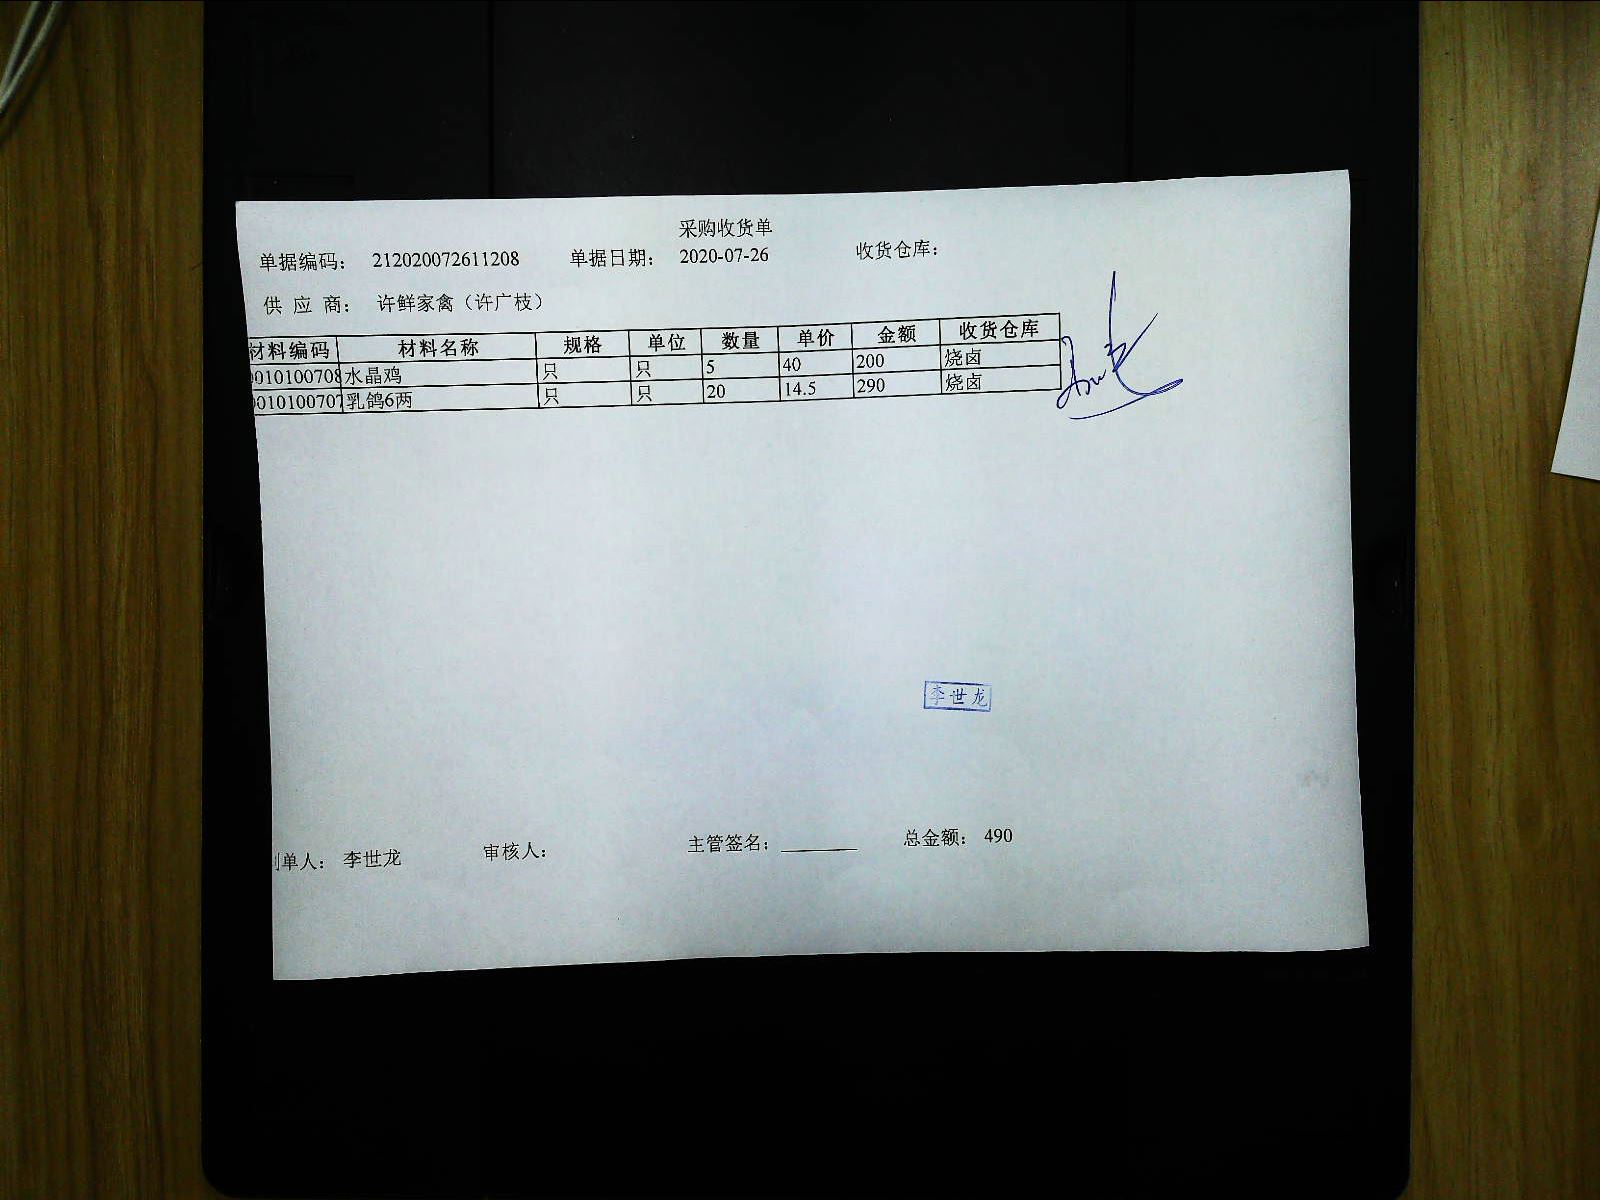 采购收货单
单据编码： 212020072611208 单据日期： 2020-07-26 收货仓库：
供 应 商： 许鲜家禽（许广枝）
材料编码 材料名称 规格 单位 数量 单价 金额 收货仓库
010100708 水晶鸡 只 只 5 40 200 烧卤
010100707 乳鸽6两 只 只 20 14.5 290 烧卤
李世龙
单人： 李世龙 审核人： 主管签名： 总金额： 490